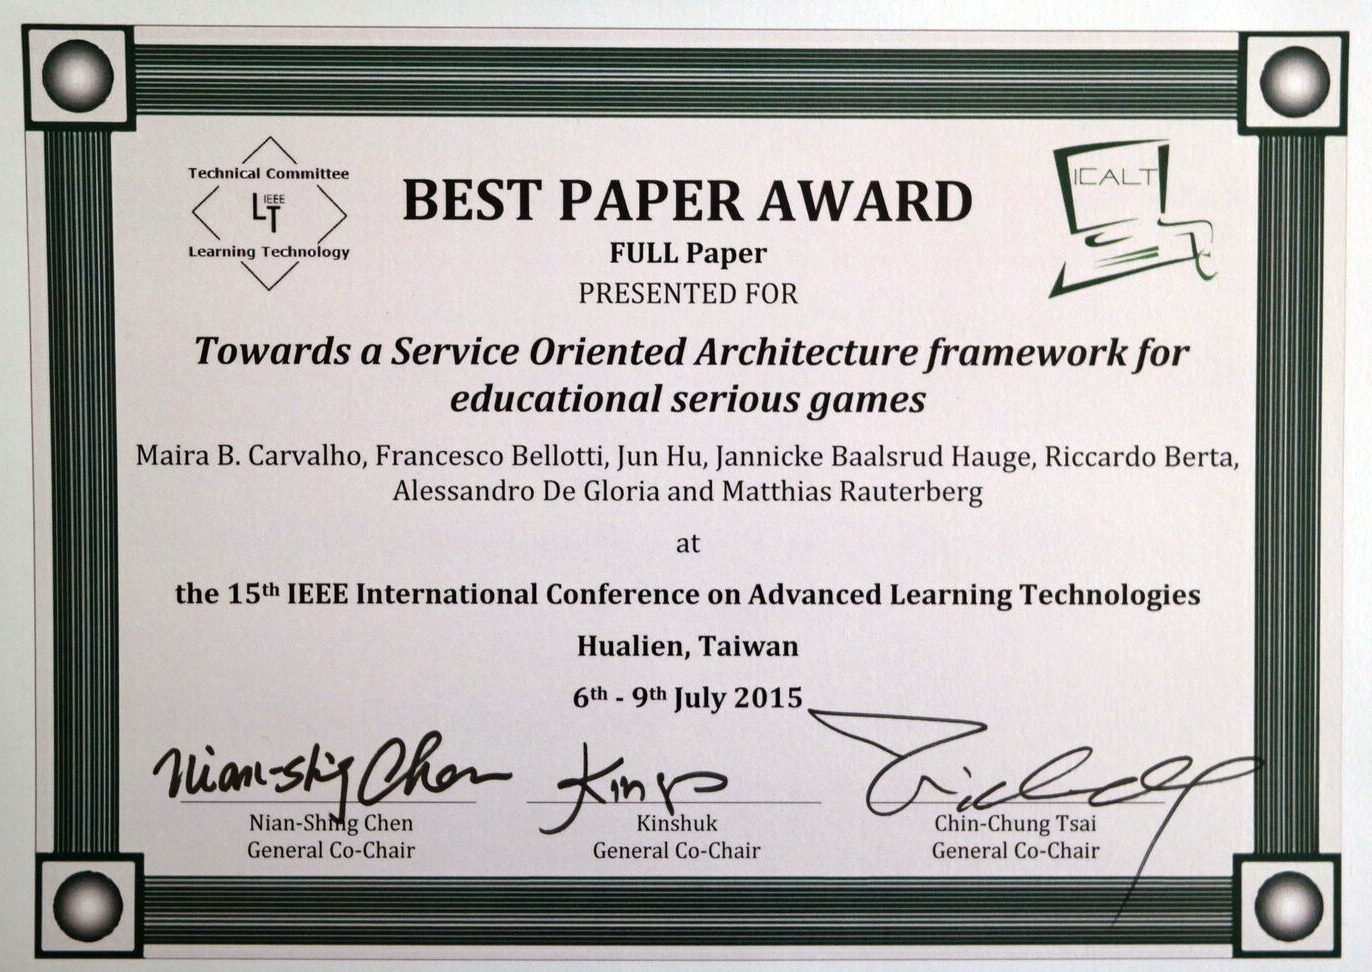 Technical Committee
IEEE
LT
Learning Technology
ICALT
BEST PAPER AWARD
FULL Paper
PRESENTED FOR
Towards a Service Oriented Architecture framework for
educational serious games
Maira B. Carvalho, Francesco Bellotti, Jun Hu, Jannicke Baalsrud Hauge, Riccardo Berta,
Alessandro De Gloria and Matthias Rauterberg
at
the 15th IEEE International Conference on Advanced Learning Technologies
Hualien, Taiwan
6th - 9th July 2015
Nian-Shing Chen
Nian-Shing Chen
General Co-Chair
Kinshuk
General Co-Chair
Chin-Chung Tsai
General Co-Chair